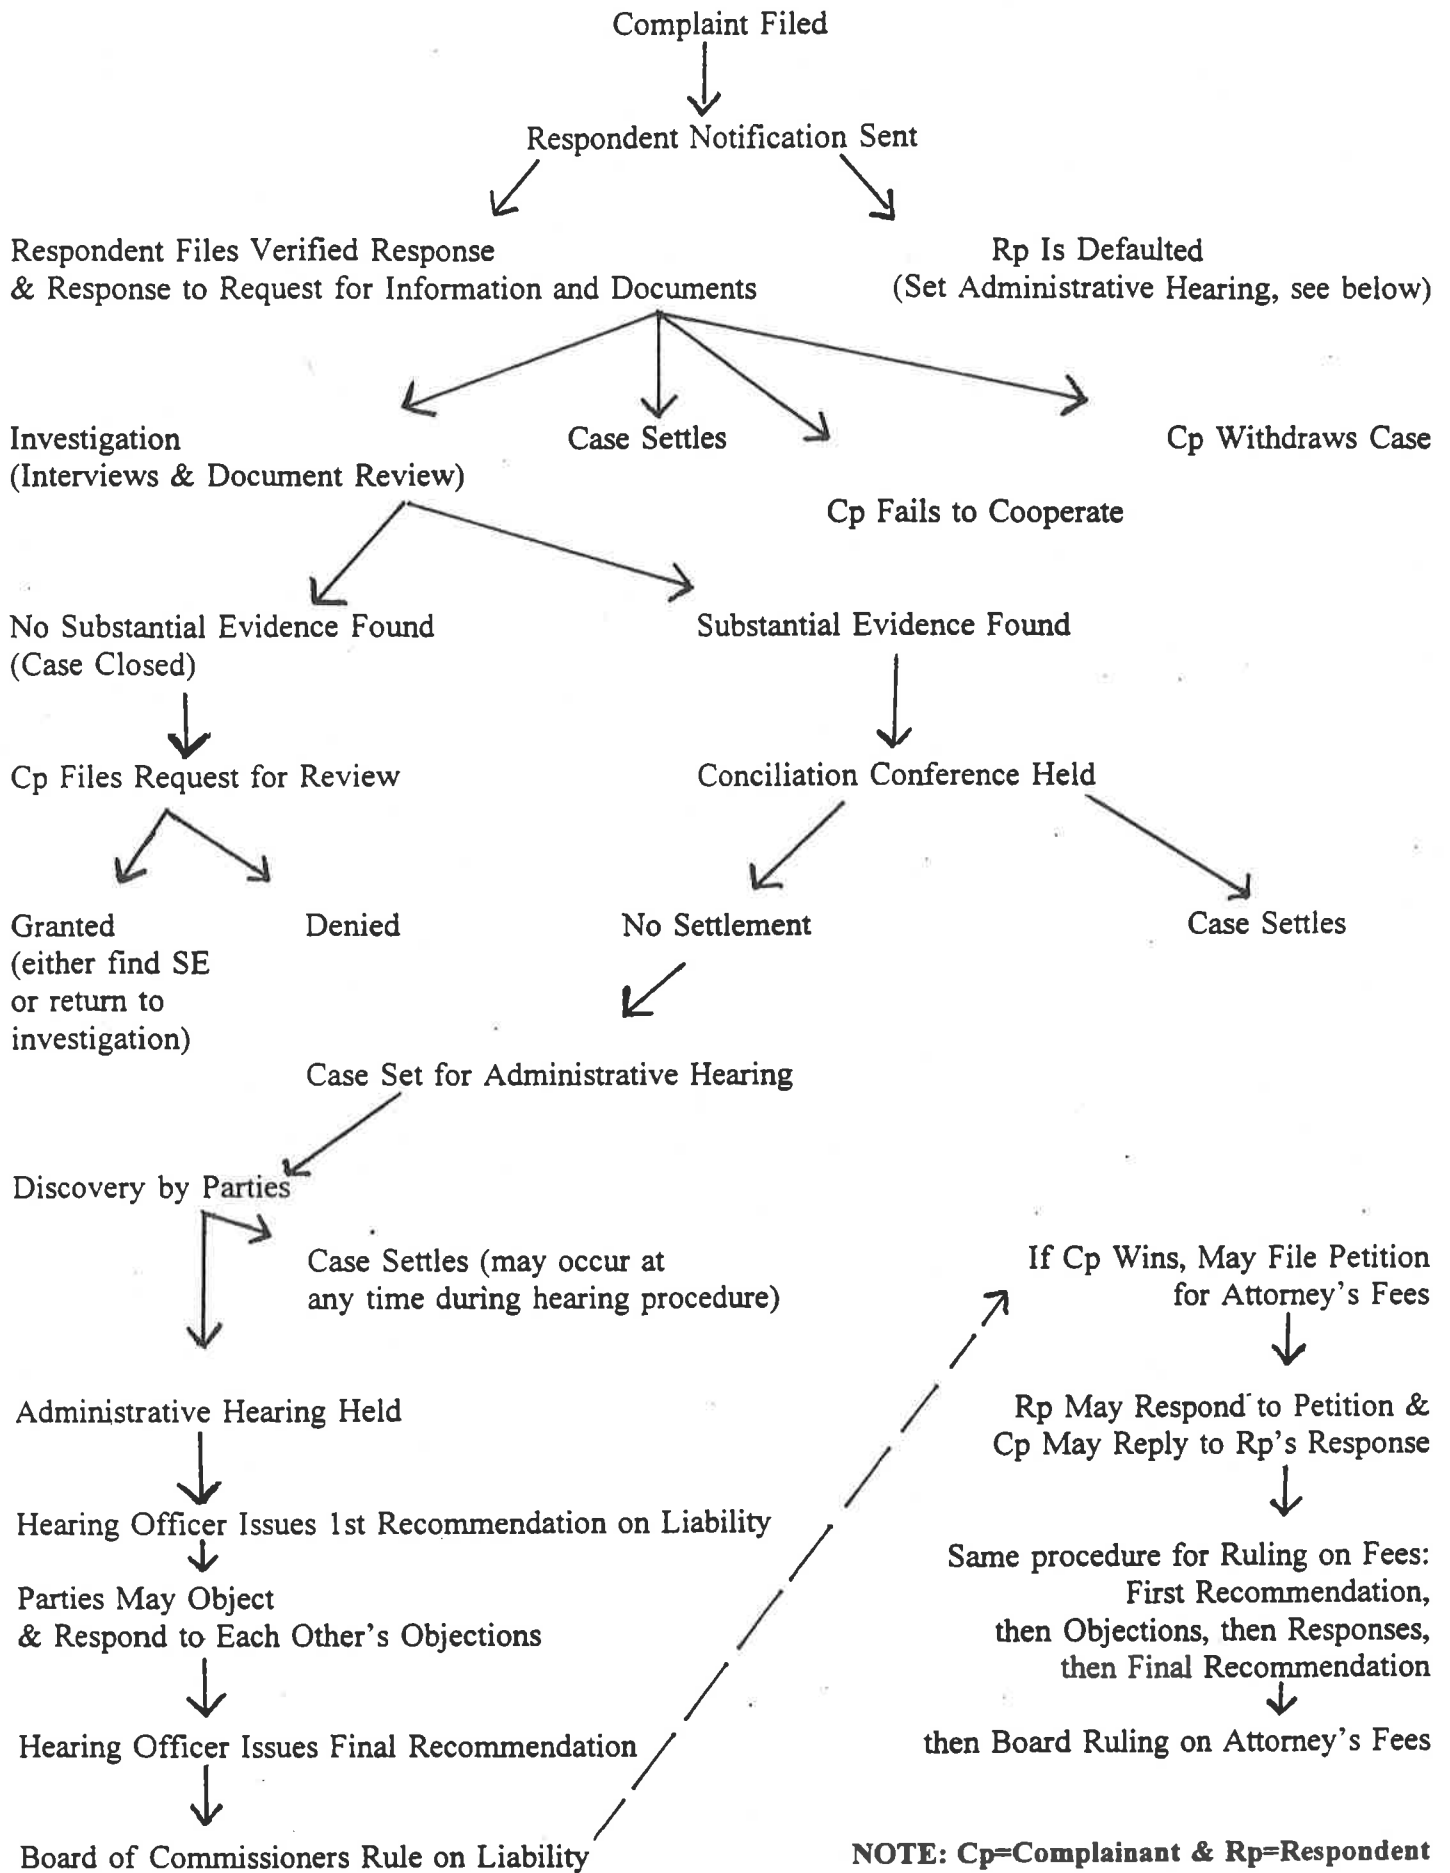 Complaint Filed
Respondent Notification Sent
Respondent Files Verified Response
& Response to Request for Information and Documents
Rp Is Defaulted
(Set Administrative Hearing, see below)
Investigation
(Interviews & Document Review)
Case Settles
Cp Fails to Cooperate
Cp Withdraws Case
No Substantial Evidence Found
(Case Closed)
Substantial Evidence Found
Cp Files Request for Review
Conciliation Conference Held
Granted
(either find SE
or return to
investigation)
Denied
No Settlement
Case Settles
Case Set for Administrative Hearing
Discovery by Parties
Case Settles (may occur at
any time during hearing procedure)
Administrative Hearing Held
Hearing Officer Issues 1st Recommendation on Liability
Parties May Object
& Respond to Each Other's Objections
Hearing Officer Issues Final Recommendation
Board of Commissioners Rule on Liability
If Cp Wins, May File Petition
for Attorney's Fees
Rp May Respond to Petition &
Cp May Reply to Rp's Response
Same procedure for Ruling on Fees:
First Recommendation,
then Objections, then Responses,
then Final Recommendation
then Board Ruling on Attorney's Fees
NOTE: Cp=Complainant & Rp=Respondent